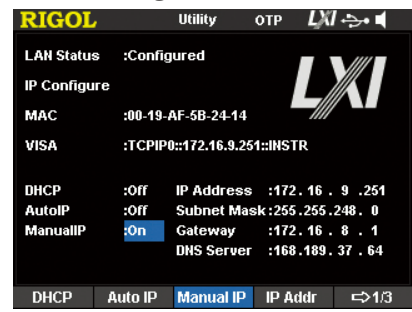 RIGOL Utility OTP LXI
LAN Status :Configured
IP Configure
LXI
MAC :00-19-AF-5B-24-14
VISA :TCPIP0::172.16.9.251::INSTR
DHCP :Off IP Address :172. 16 . 9 .251
AutoIP :Off Subnet Mask:255.255.248. 0
ManualIP :On Gateway :172. 16 . 8 . 1
DNS Server :168.189. 37 . 64
DHCP Auto IP Manual IP IP Addr 1/3